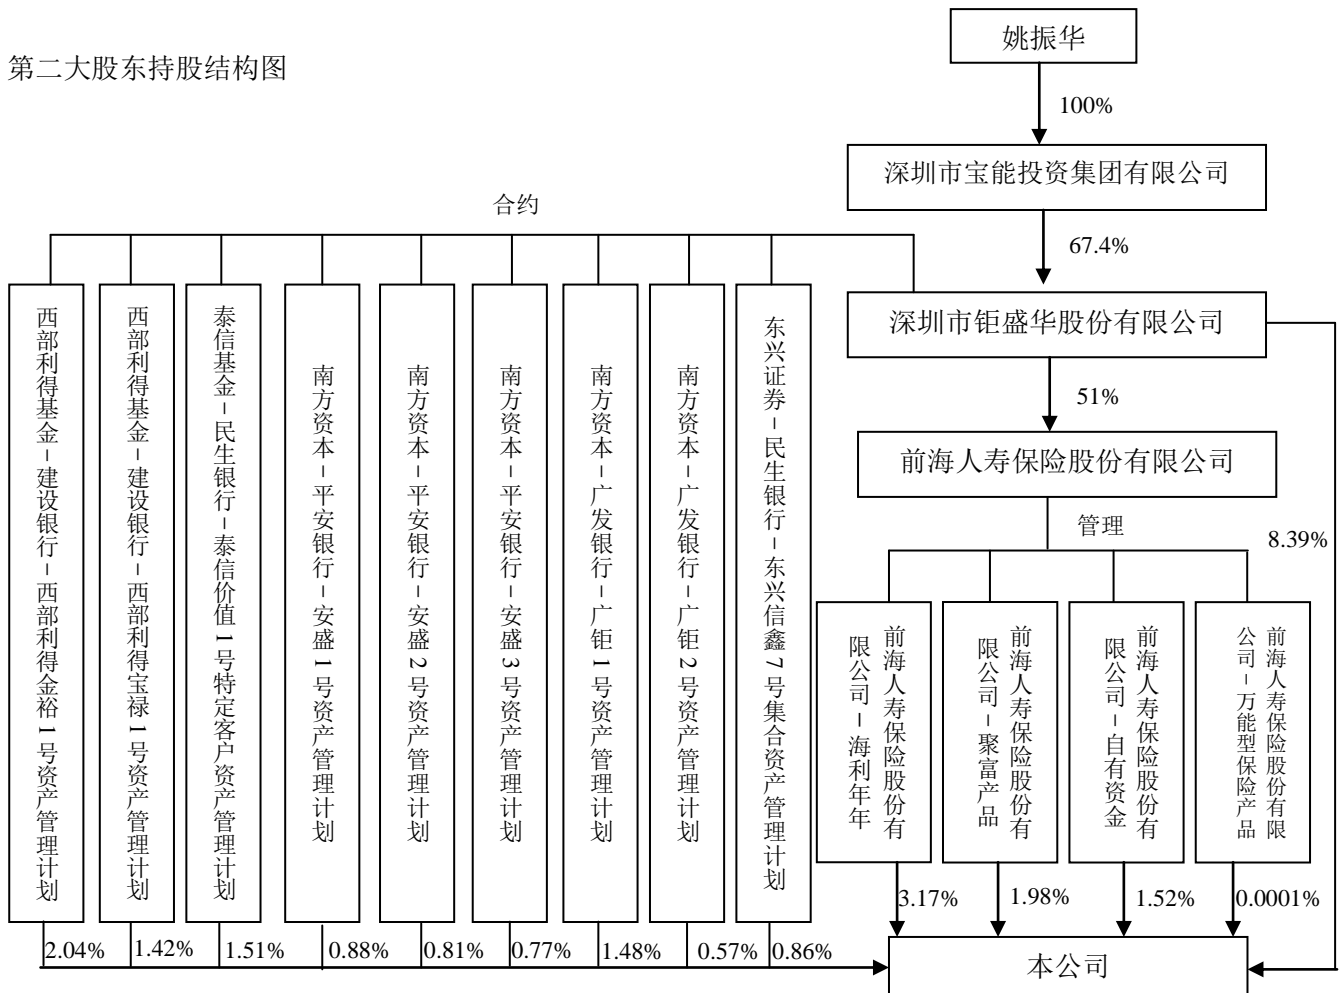 姚振华
第二大股东持股结构图
100%
深圳市宝能投资集团有限公司
合约
67.4%
深圳市钜盛华股份有限公司
51%
前海人寿保险股份有限公司
管理
8.39%
西部利得基金-建设银行-西部利得金裕1号资产管理计划
西部利得基金-建设银行-西部利得宝禄1号资产管理计划
泰信基金-民生银行-泰信价值1号特定客户资产管理计划
南方资本-平安银行-安盛1号资产管理计划
南方资本-平安银行-安盛2号资产管理计划
南方资本-平安银行-安盛3号资产管理计划
南方资本-广发银行-广钜1号资产管理计划
南方资本-广发银行-广钜2号资产管理计划
东兴证券-民生银行-东兴信鑫7号集合资产管理计划
前海人寿保险股份有
限公司-海利年年
前海人寿保险股份有
限公司-聚富产品
前海人寿保险股份有
限公司-自有资金
前海人寿保险股份有限
公司-万能型保险产品
3.17%
1.98%
1.52%
0.0001%
2.04%
1.42%
1.51%
0.88%
0.81%
0.77%
1.48%
0.57%
0.86%
本公司